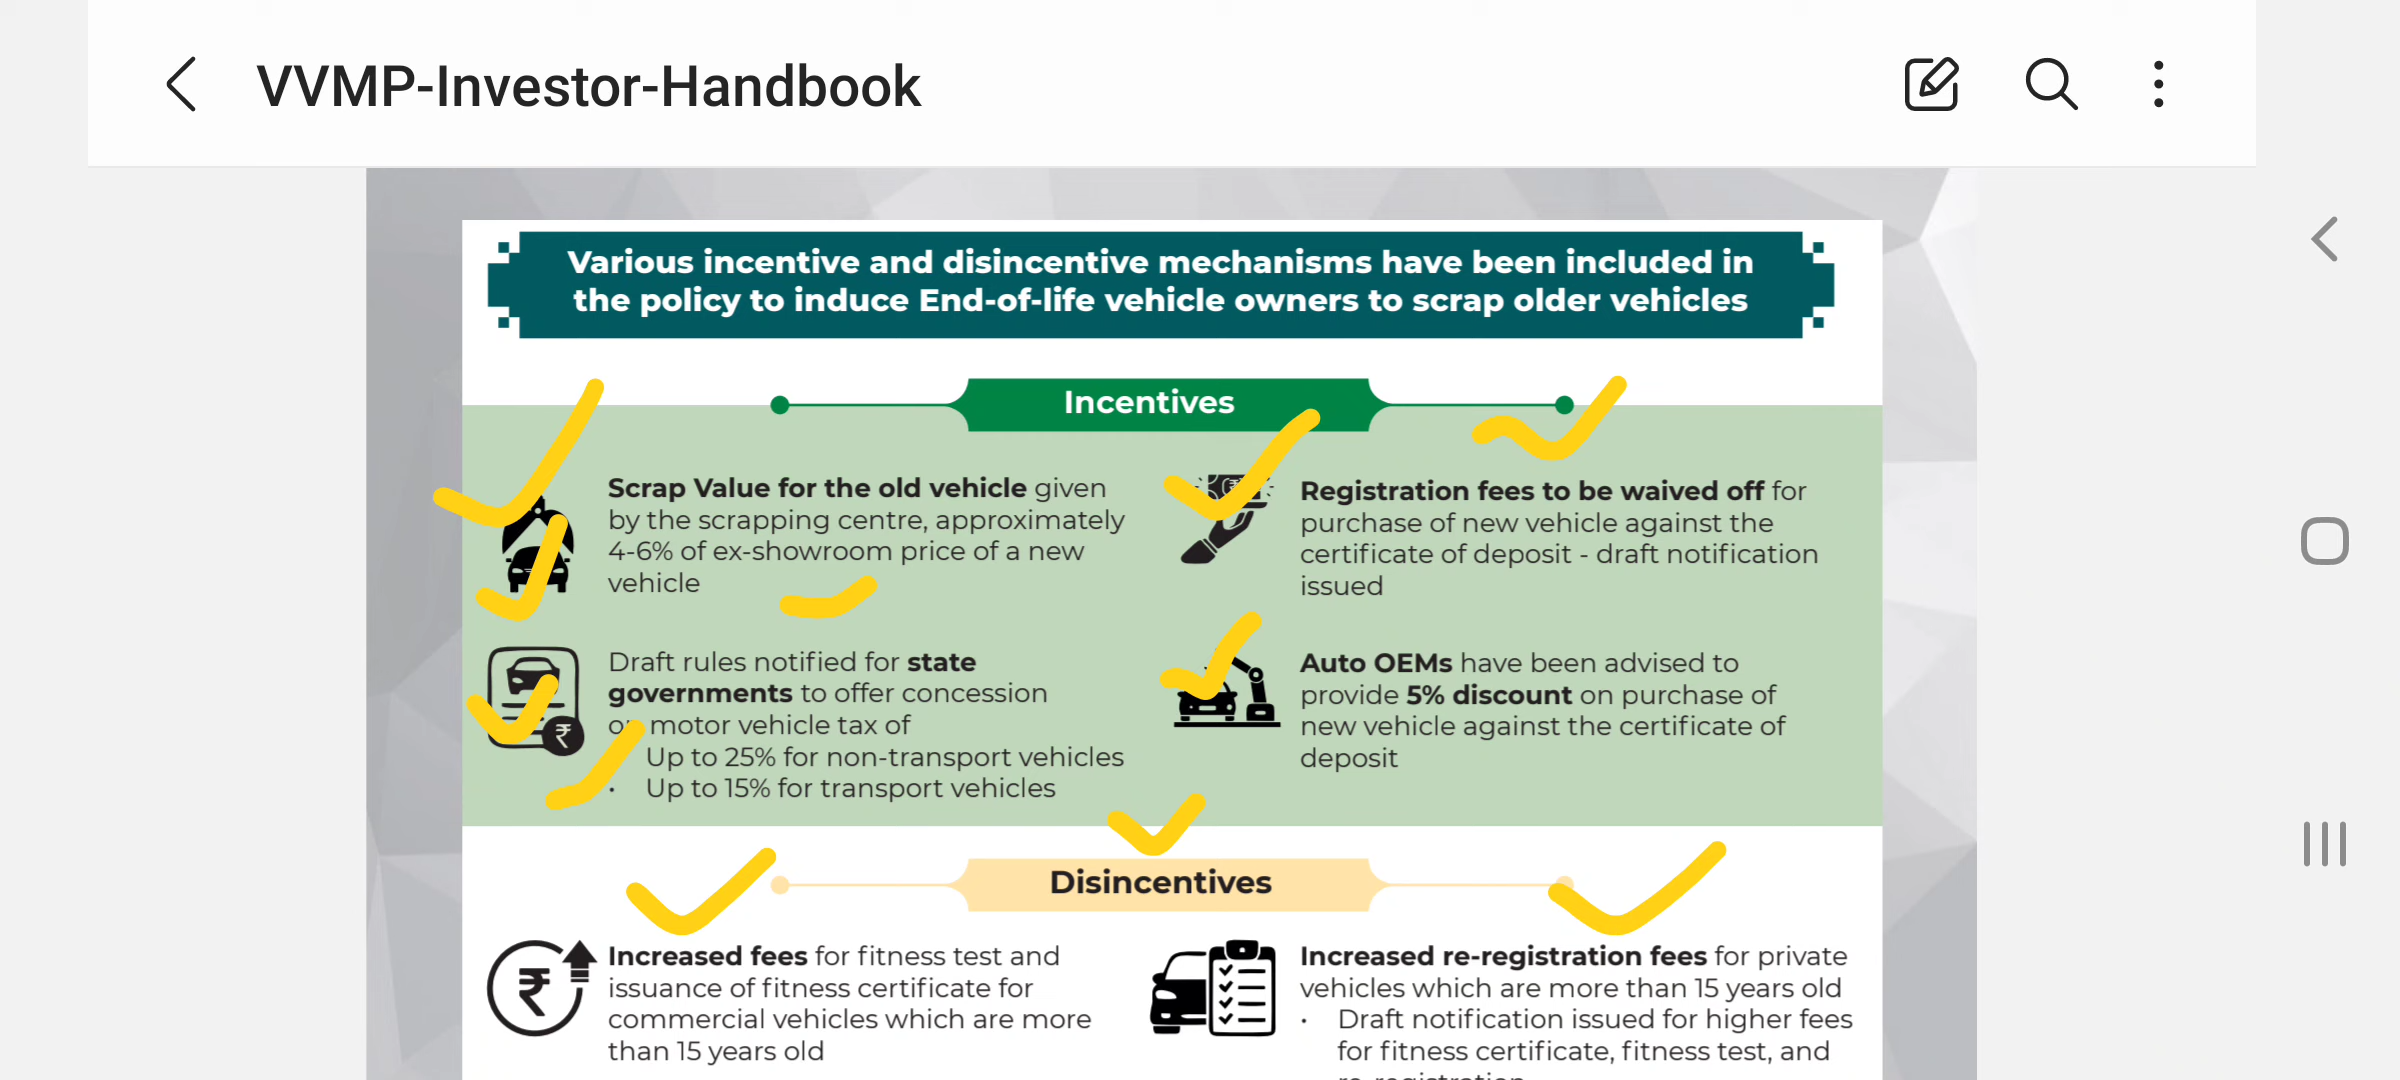 VVMP-Investor-Handbook
Various incentive and disincentive mechanisms have been included in
the policy to induce End-of-life vehicle owners to scrap older vehicles
Incentives
Scrap Value for the old vehicle given
by the scrapping centre, approximately
4-6% of ex-showroom price of a new
vehicle
Registration fees to be waived off for
purchase of new vehicle against the
certificate of deposit - draft notification
issued
Draft rules notified for state
governments to offer concession
on motor vehicle tax of
Up to 25% for non-transport vehicles
• Up to 15% for transport vehicles
Auto OEMs have been advised to
provide 5% discount on purchase of
new vehicle against the certificate of
deposit
Disincentives
Increased fees for fitness test and
issuance of fitness certificate for
commercial vehicles which are more
than 15 years old
Increased re-registration fees for private
vehicles which are more than 15 years old
• Draft notification issued for higher fees
for fitness certificate, fitness test, and